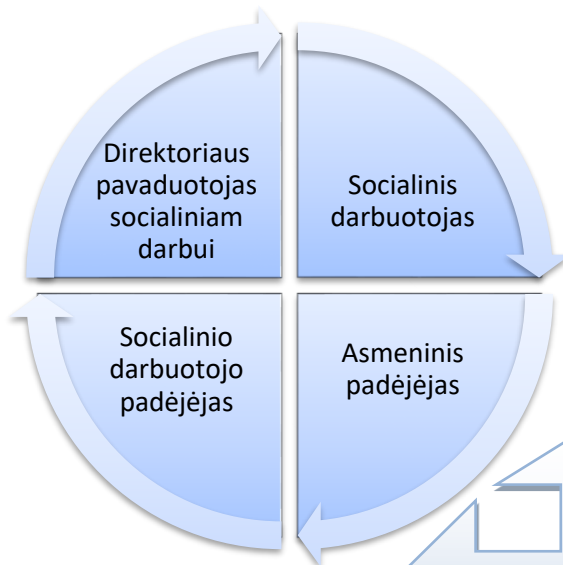 Direktoriaus
pavaduotojas
socialiniam
darbui
Socialinis
darbuotojas
Socialinio
darbuotojo
padėjėjas
Asmeninis
padėjėjas